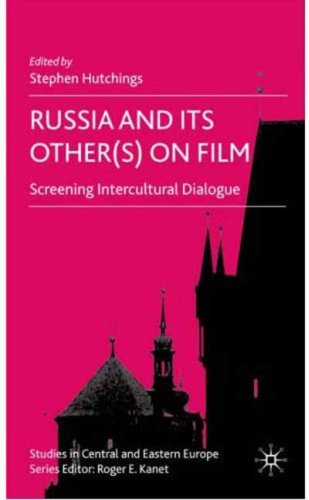 Edited by
Stephen Hutchings
RUSSIA AND ITS
OTHER(S) ON FILM
Screening Intercultural Dialogue
Studies in Central and Eastern Europe
Series Editor: Roger E. Kanet